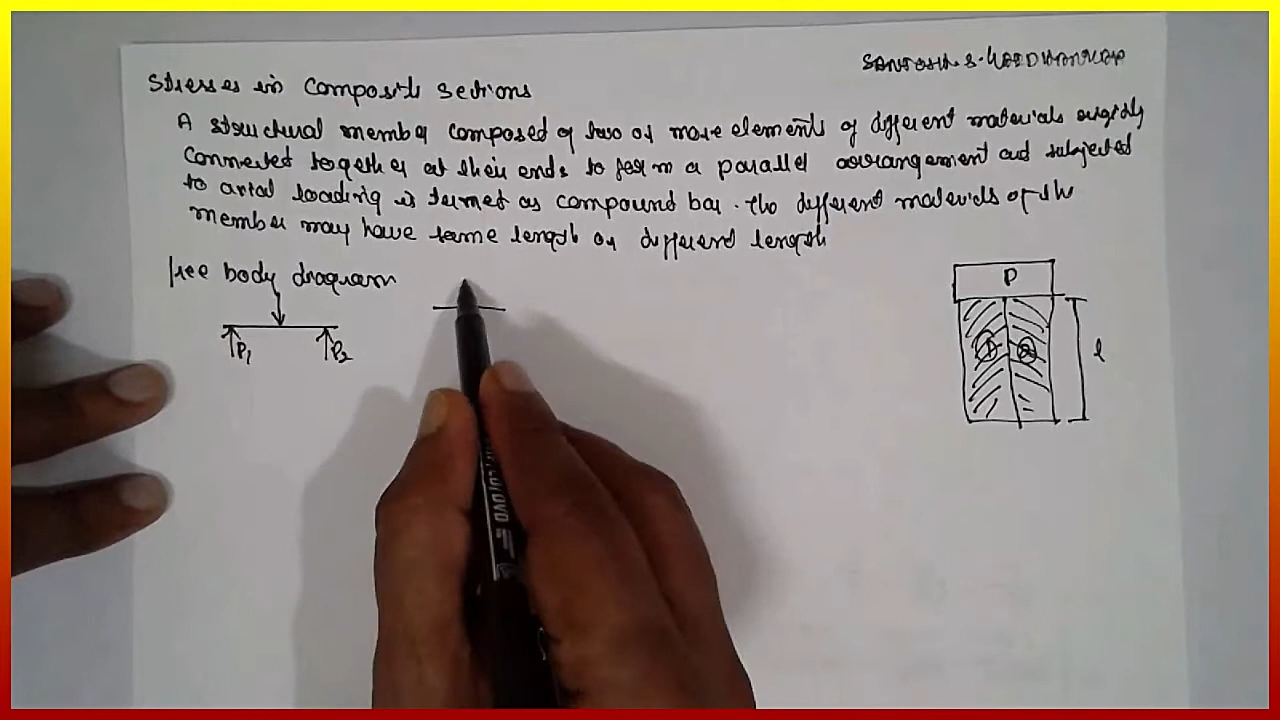 Stresses in Composite Sections
A structural member composed of two or more elements of different materials rigidly
Connected together at their ends to form a parallel arrangement and subjected
to axial loading is termed as compound bar. The different materials of the
member may have same length or different length
free body diagram
P1
P2
P
1
2
l